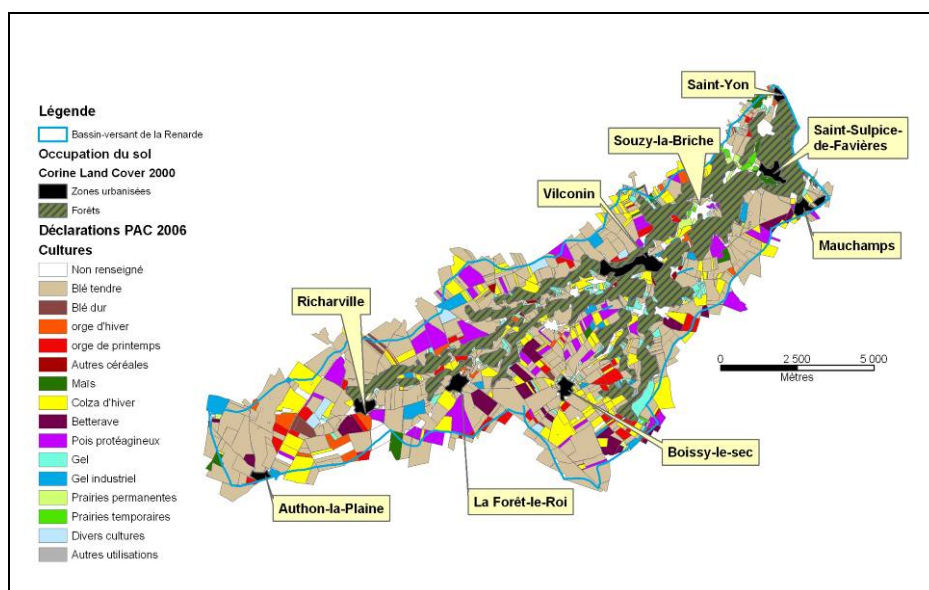 Légende
Bassin-versant de la Renarde
Occupation du sol
Corine Land Cover 2000
Zones urbanisées
Forêts
Déclarations PAC 2006
Cultures
Non renseigné
Blé tendre
Blé dur
orge d'hiver
orge de printemps
Autres céréales
Maïs
Colza d'hiver
Betterave
Pois protéagineux
Gel
Gel industriel
Prairies permanentes
Prairies temporaires
Divers cultures
Autres utilisations
Saint-Yon
Saint-Sulpice-
de-Favières
Souzy-la-Briche
Vilconin
Mauchamps
Richarville
0 2 500 5 000
Mètres
Boissy-le-sec
La Forêt-le-Roi
Authon-la-Plaine